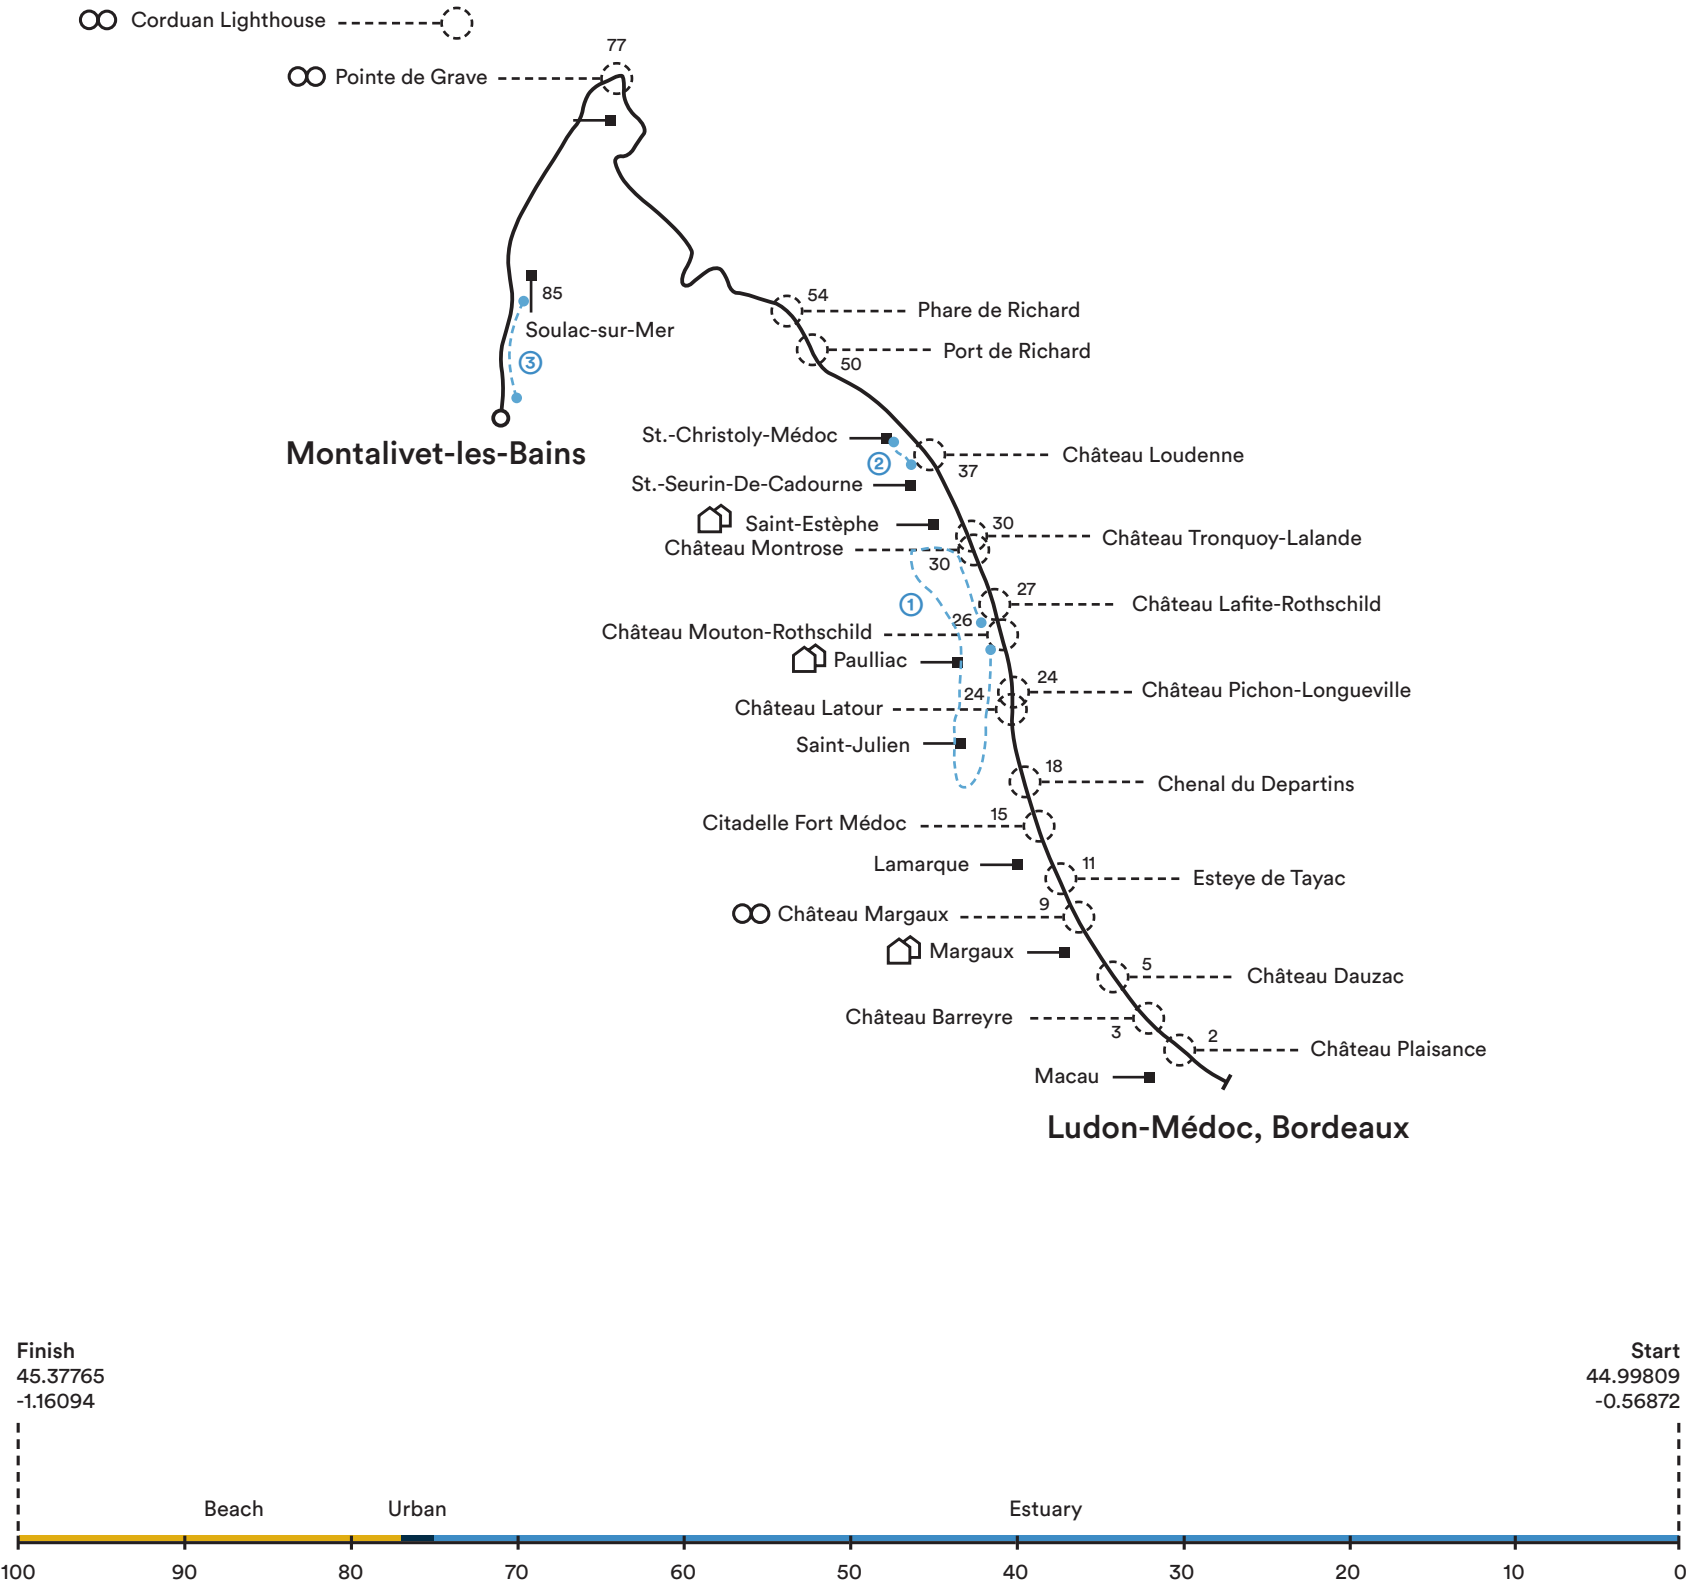 Corduan Lighthouse
77
Pointe de Grave
85
Soulac-sur-Mer
3
Montalivet-les-Bains
54
Phare de Richard
Port de Richard
50
St.-Christoly-Médoc
2
Château Loudenne
37
St.-Seurin-De-Cadourne
Saint-Estèphe
30
Château Tronquoy-Lalande
Château Montrose
30
27
1
Château Lafite-Rothschild
26
Château Mouton-Rothschild
Paulliac
24
Château Pichon-Longueville
24
Château Latour
Saint-Julien
18
Chenal du Departins
15
Citadelle Fort Médoc
Lamarque
11
Esteye de Tayac
9
Château Margaux
Margaux
5
Château Dauzac
Château Barreyre
3
2
Château Plaisance
Macau
Ludon-Médoc, Bordeaux
Finish
45.37765
-1.16094
Start
44.99809
-0.56872
Beach
Urban
Estuary
100 90 80 70 60 50 40 30 20 10 0